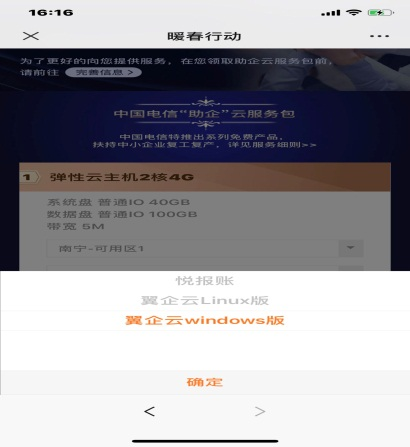 16:16
暖春行动
为了更好的向您提供服务，在您领取助企云服务包前，
请前往 完善信息 >
中国电信“助企”云服务包
中国电信特推出系列免费产品，
扶持中小企业复工复产，详见服务细则>>
1 弹性云主机2核4G
系统盘 普通IO 40GB
数据盘 普通IO 100GB
带宽 5M
南宁-可用区1
悦报账
翼企云Linux版
翼企云windows版
确定